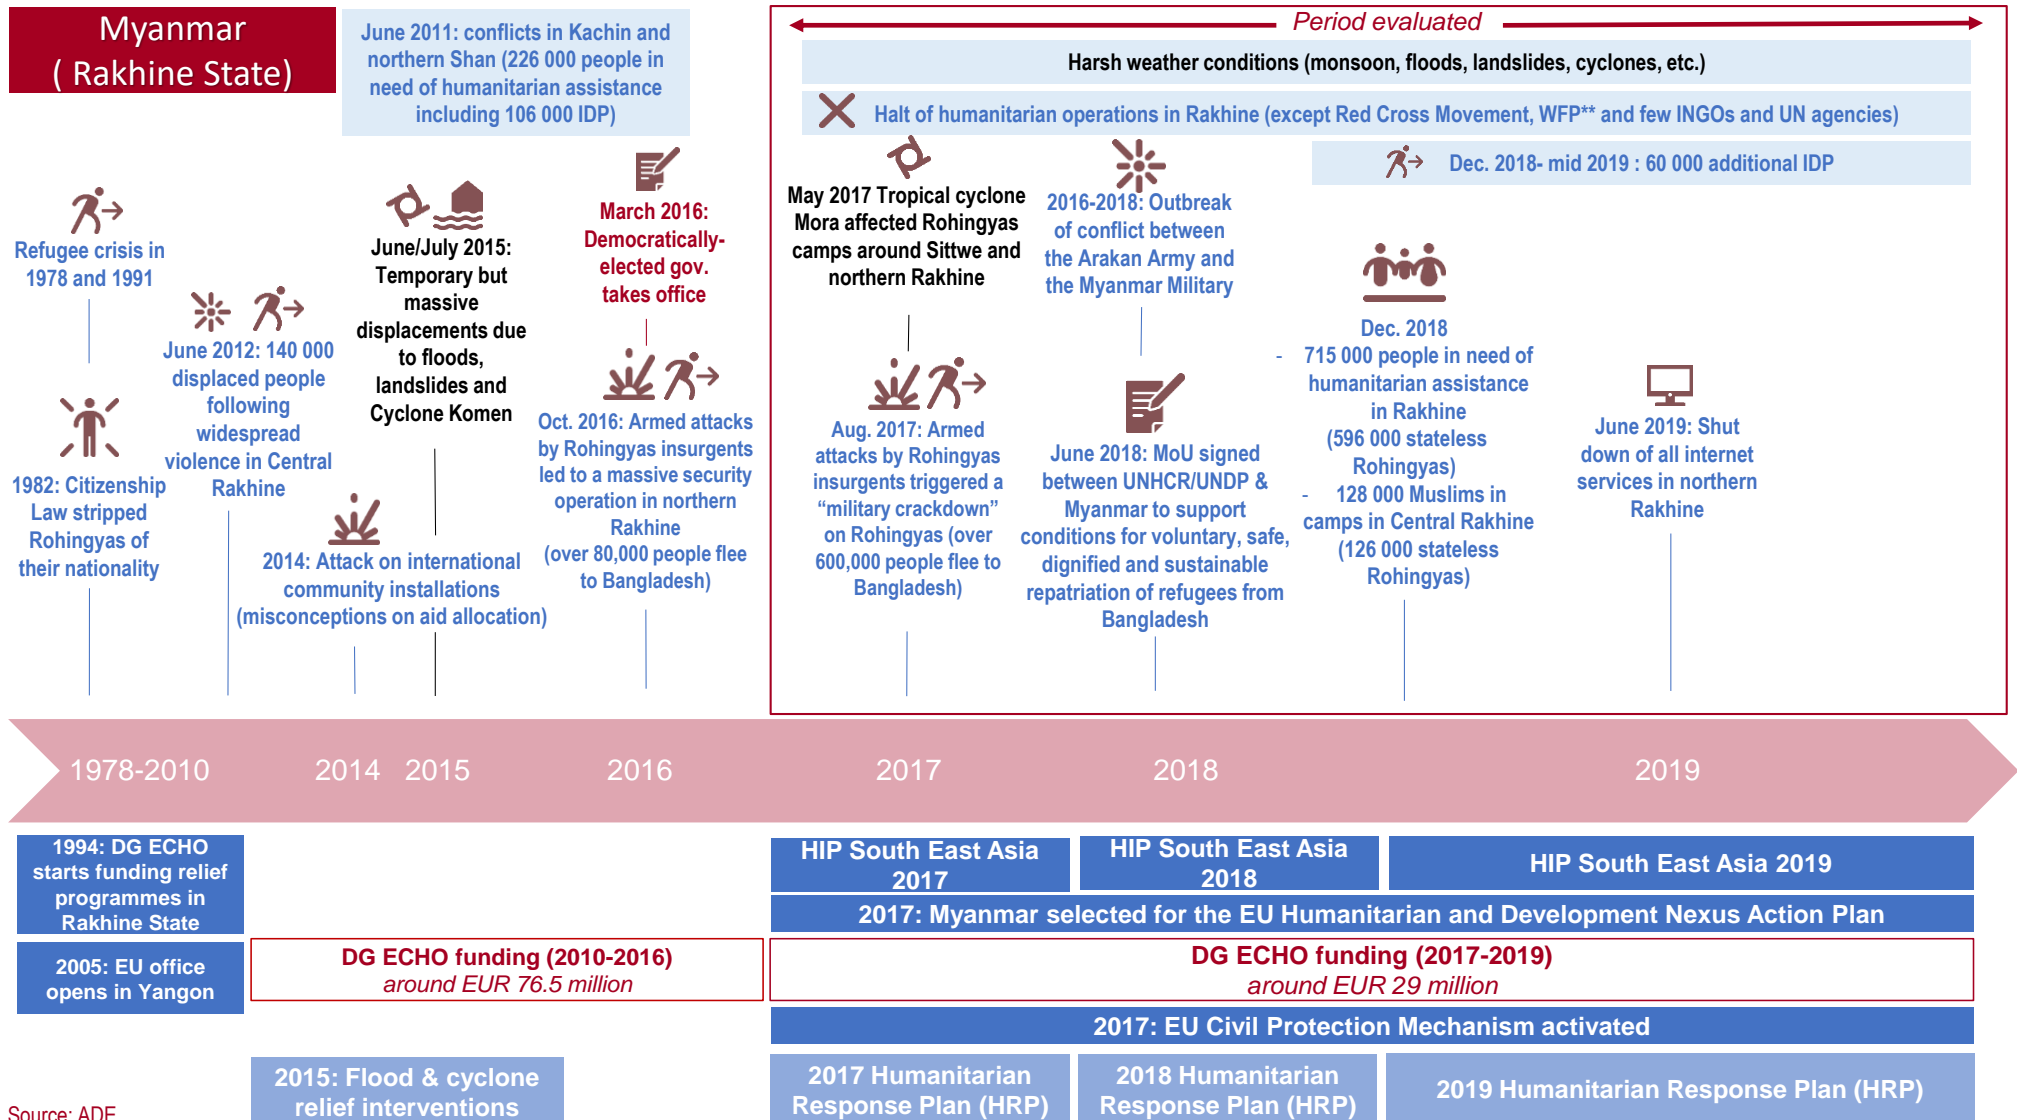 Myanmar
( Rakhine State)
June 2011: conflicts in Kachin and
northern Shan (226 000 people in
need of humanitarian assistance
including 106 000 IDP)
Period evaluated
Harsh weather conditions (monsoon, floods, landslides, cyclones, etc.)
Halt of humanitarian operations in Rakhine (except Red Cross Movement, WFP** and few INGOs and UN agencies)
Dec. 2018- mid 2019 : 60 000 additional IDP
Refugee crisis in
1978 and 1991
1982: Citizenship
Law stripped
Rohingyas of
their nationality
June 2012: 140 000
displaced people
following
widespread
violence in Central
Rakhine
2014: Attack on international
community installations
(misconceptions on aid allocation)
June/July 2015:
Temporary but
massive
displacements due
to floods,
landslides and
Cyclone Komen
March 2016:
Democratically-
elected gov.
takes office
Oct. 2016: Armed attacks
by Rohingyas insurgents
led to a massive security
operation in northern
Rakhine
(over 80,000 people flee
to Bangladesh)
May 2017 Tropical cyclone
Mora affected Rohingyas
camps around Sittwe and
northern Rakhine
Aug. 2017: Armed
attacks by Rohingyas
insurgents triggered a
“military crackdown”
on Rohingyas (over
600,000 people flee to
Bangladesh)
2016-2018: Outbreak
of conflict between
the Arakan Army and
the Myanmar Military
June 2018: MoU signed
between UNHCR/UNDP &
Myanmar to support
conditions for voluntary, safe,
dignified and sustainable
repatriation of refugees from
Bangladesh
Dec. 2018
- 715 000 people in need of
humanitarian assistance
in Rakhine
(596 000 stateless
Rohingyas)
- 128 000 Muslims in
camps in Central Rakhine
(126 000 stateless
Rohingyas)
June 2019: Shut
down of all internet
services in northern
Rakhine
1978-2010 2014 2015 2016 2017 2018 2019
1994: DG ECHO
starts funding relief
programmes in
Rakhine State
2005: EU office
opens in Yangon
HIP South East Asia
2017
HIP South East Asia
2018
HIP South East Asia 2019
2017: Myanmar selected for the EU Humanitarian and Development Nexus Action Plan
DG ECHO funding (2010-2016)
around EUR 76.5 million
DG ECHO funding (2017-2019)
around EUR 29 million
2017: EU Civil Protection Mechanism activated
2015: Flood & cyclone
relief interventions
2017 Humanitarian
Response Plan (HRP)
2018 Humanitarian
Response Plan (HRP)
2019 Humanitarian Response Plan (HRP)
Source: ADE